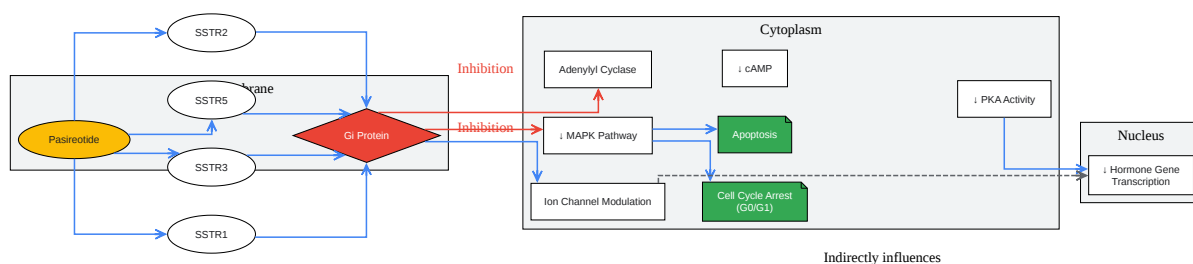 SSTR2
Cytoplasm
Adenylyl Cyclase
↓ cAMP
Inhibition
brane
SSTR5
↓ PKA Activity
Pasireotide
Gi Protein
Inhibition
↓ MAPK Pathway
Apoptosis
Nucleus
SSTR3
↓ Hormone Gene
Transcription
Ion Channel Modulation
Cell Cycle Arrest
(G0/G1)
SSTR1
Indirectly influences